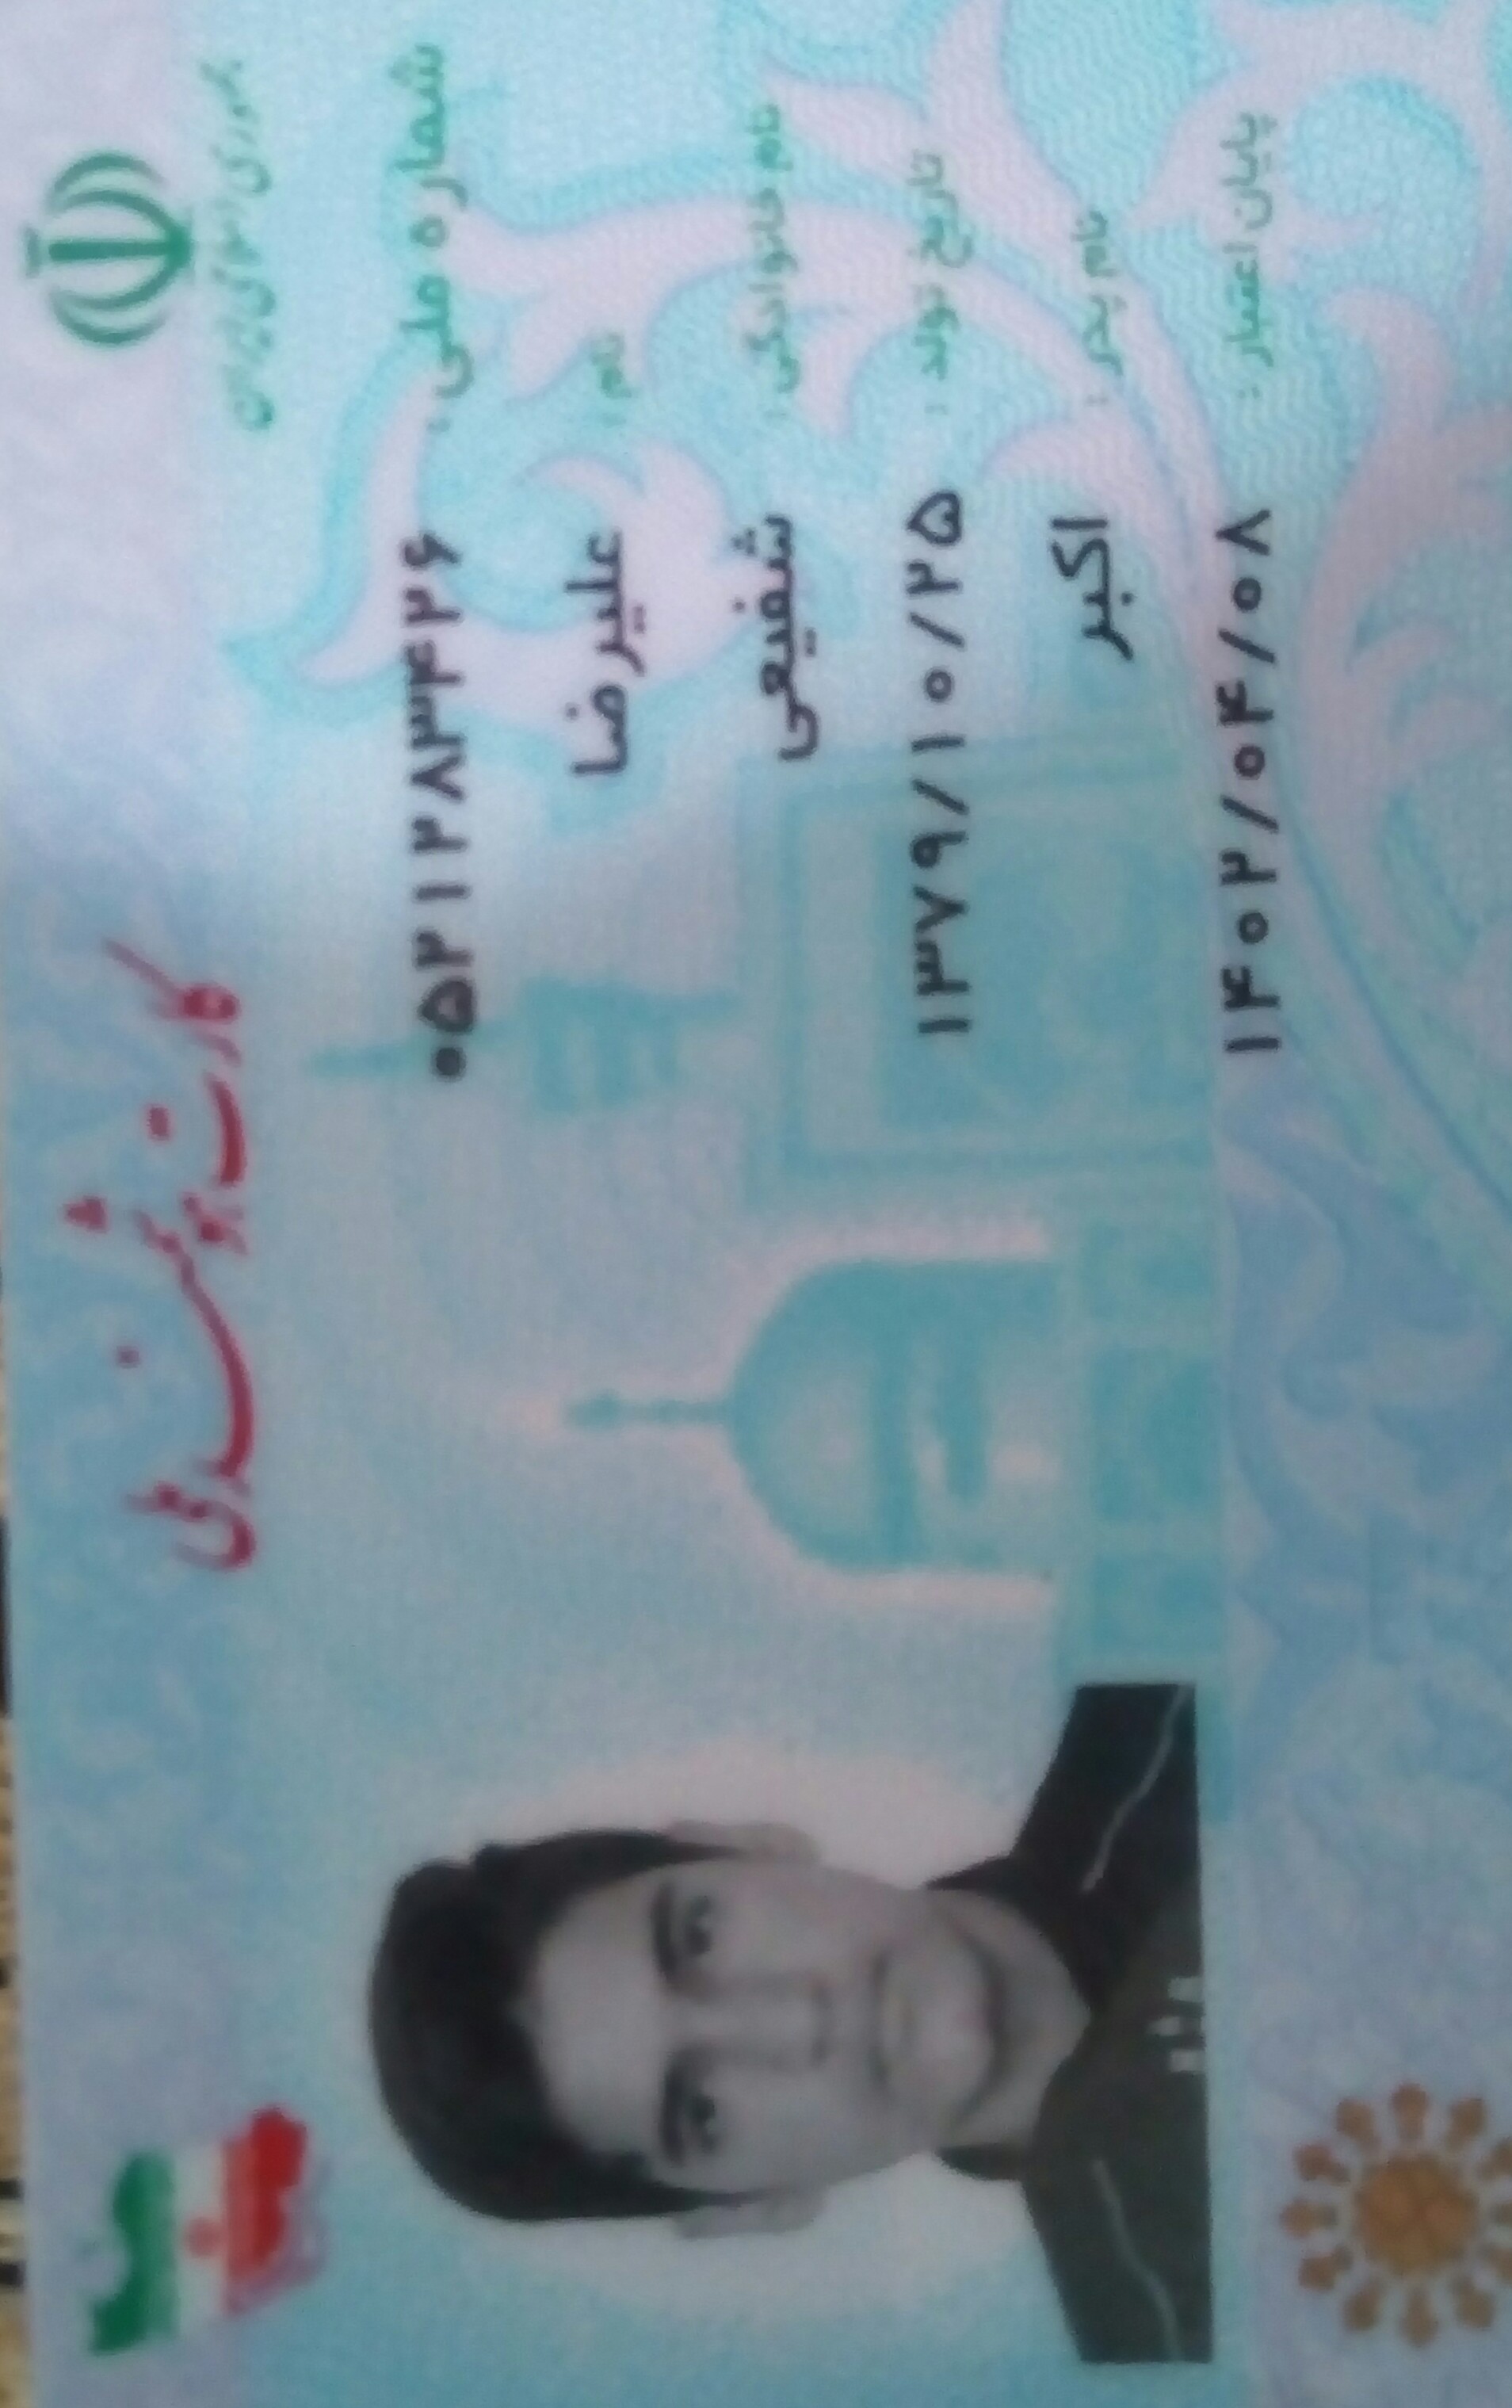 جمهوری اسلامی ایران
کارت هوشمند ملی
شماره ملی: ۰۵۲۱۲۸۳۴۲۶
نام: علیرضا
نام خانوادگی: شفیعی
تاریخ تولد: ۱۳۷۹/۱۰/۲۵
نام پدر: اکبر
پایان اعتبار: ۱۴۰۲/۰۴/۰۸